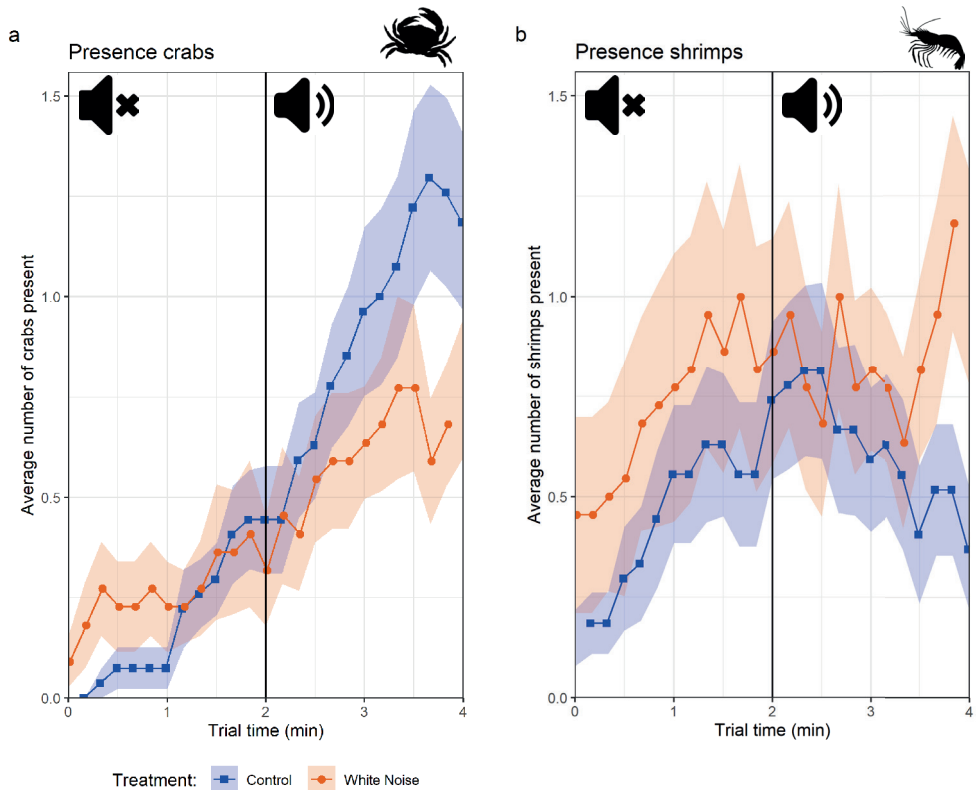 a
Presence crabs
Average number of crabs present
1.5
1.0
0.5
0.0
0
1
2
3
4
Trial time (min)
b
Presence shrimps
Average number of shrimps present
1.5
1.0
0.5
0.0
0
1
2
3
4
Trial time (min)
Treatment: Control White Noise